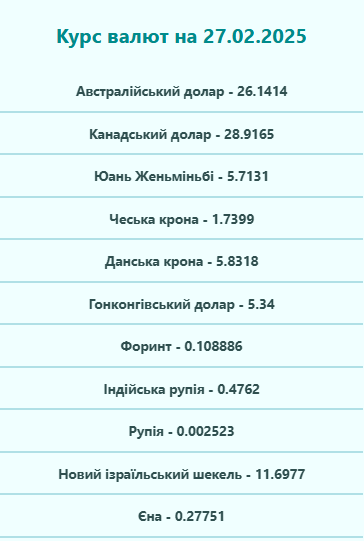 Курс валют на 27.02.2025
Австралійський долар - 26.1414
Канадський долар - 28.9165
Юань Женьміньбі - 5.7131
Чеська крона - 1.7399
Данська крона - 5.8318
Гонконгівський долар - 5.34
Форинт - 0.108886
Індійська рупія - 0.4762
Рупія - 0.002523
Новий ізраїльський шекель - 11.6977
Єна - 0.27751